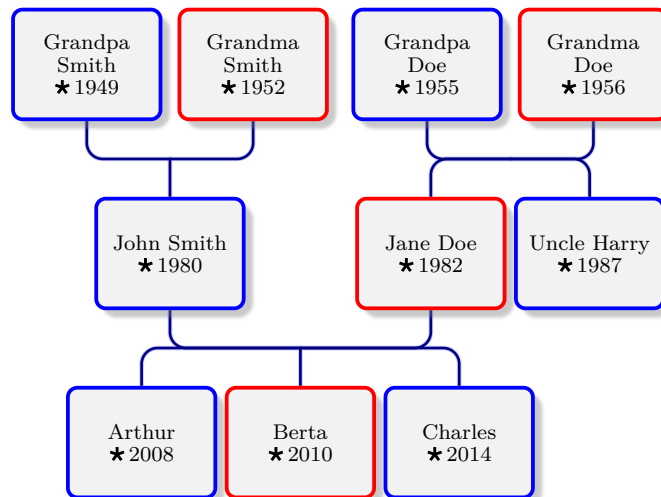 Grandpa
Smith
★ 1949
Grandma
Smith
★ 1952
Grandpa
Doe
★ 1955
Grandma
Doe
★ 1956
John Smith
★ 1980
Jane Doe
★ 1982
Uncle Harry
★ 1987
Arthur
★ 2008
Berta
★ 2010
Charles
★ 2014